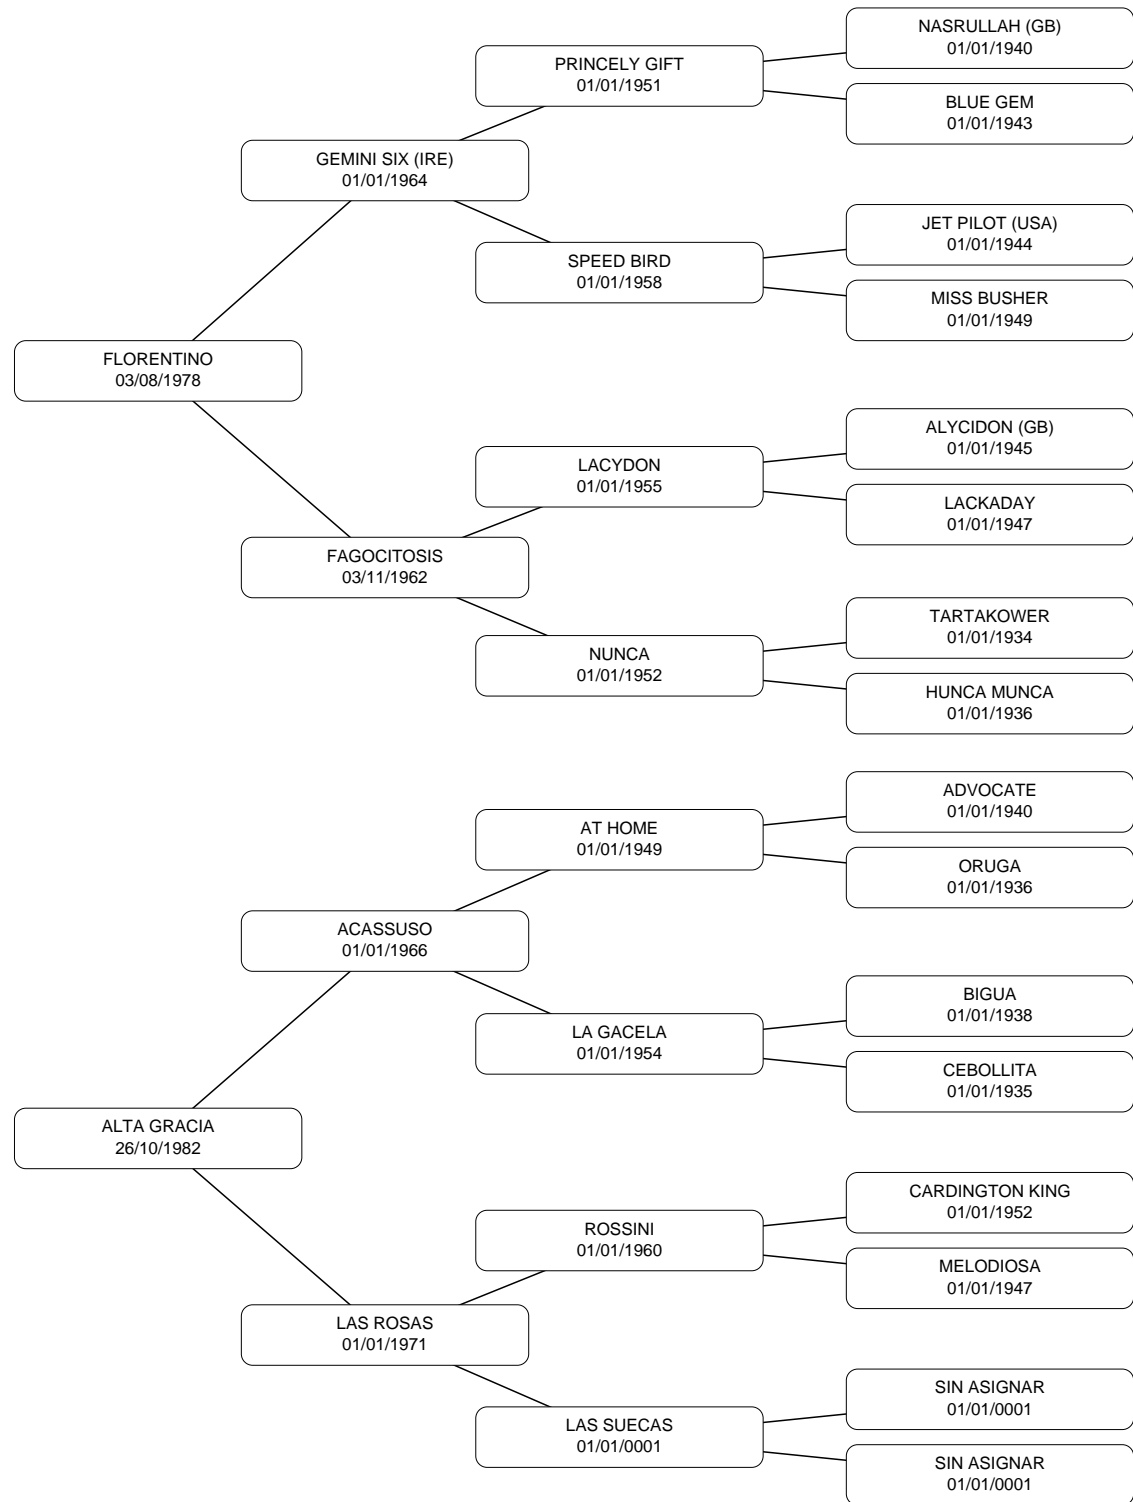 NASRULLAH (GB)
01/01/1940
PRINCELY GIFT
01/01/1951
BLUE GEM
01/01/1943
GEMINI SIX (IRE)
01/01/1964
JET PILOT (USA)
01/01/1944
SPEED BIRD
01/01/1958
MISS BUSHER
01/01/1949
FLORENTINO
03/08/1978
ALYCIDON (GB)
01/01/1945
LACYDON
01/01/1955
LACKADAY
01/01/1947
FAGOCITOSIS
03/11/1962
TARTAKOWER
01/01/1934
NUNCA
01/01/1952
HUNCA MUNCA
01/01/1936
ADVOCATE
01/01/1940
AT HOME
01/01/1949
ORUGA
01/01/1936
ACASSUSO
01/01/1966
BIGUA
01/01/1938
LA GACELA
01/01/1954
CEBOLLITA
01/01/1935
ALTA GRACIA
26/10/1982
CARDINGTON KING
01/01/1952
ROSSINI
01/01/1960
MELODIOSA
01/01/1947
LAS ROSAS
01/01/1971
SIN ASIGNAR
01/01/0001
LAS SUECAS
01/01/0001
SIN ASIGNAR
01/01/0001